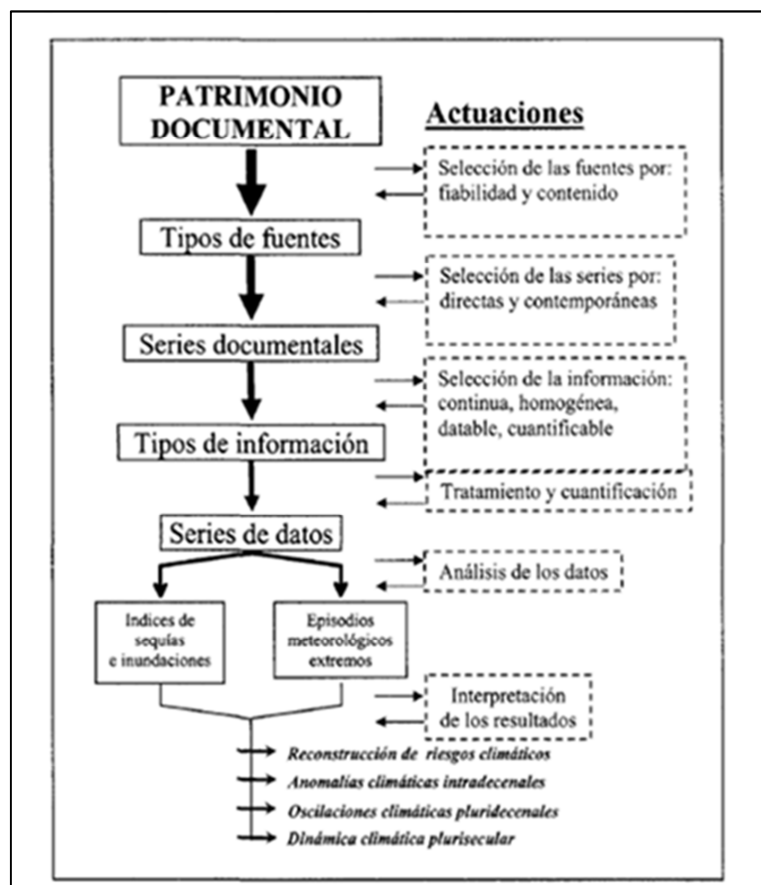 PATRIMONIO
DOCUMENTAL
Actuaciones
Selección de las fuentes por:
fiabilidad y contenido
Tipos de fuentes
Selección de las series por:
directas y contemporáneas
Series documentales
Selección de la información:
continua, homogénea,
datable, cuantificable
Tipos de información
Tratamiento y cuantificación
Series de datos
Análisis de los datos
Indices de
sequías
e inundaciones
Episodios
meteorológicos
extremos
Interpretación
de los resultados
Reconstrucción de riesgos climáticos
Anomalías climáticas intradecenales
Oscilaciones climáticas pluridecenales
Dinámica climática plurisecular